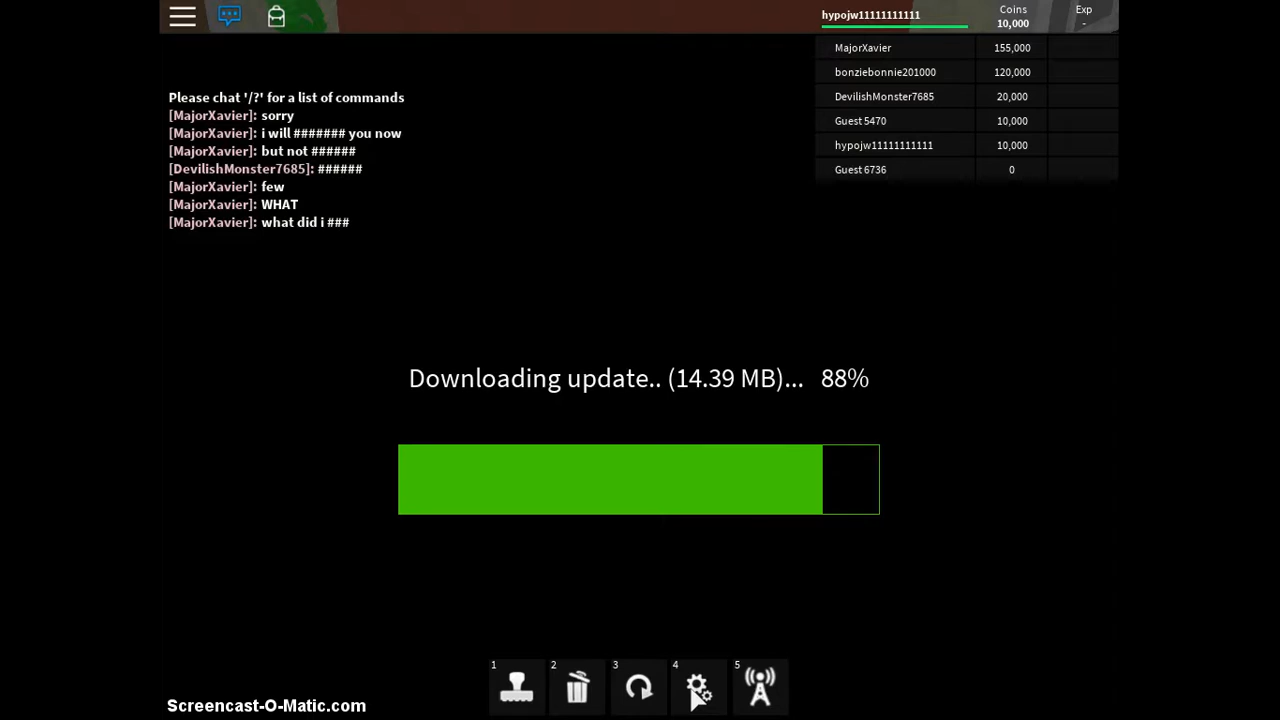 hypojw11111111111
Coins
10,000
Exp
-
MajorXavier 155,000
bonziebonnie201000 120,000
DevilishMonster7685 20,000
Guest 5470 10,000
hypojw11111111111 10,000
Guest 6736 0
Please chat '/?' for a list of commands
[MajorXavier]: sorry
[MajorXavier]: i will ####### you now
[MajorXavier]: but not ######
[DevilishMonster7685]: ######
[MajorXavier]: few
[MajorXavier]: WHAT
[MajorXavier]: what did i ###
Downloading update.. (14.39 MB)... 88%
1 2 3 4 5
Screencast-O-Matic.com